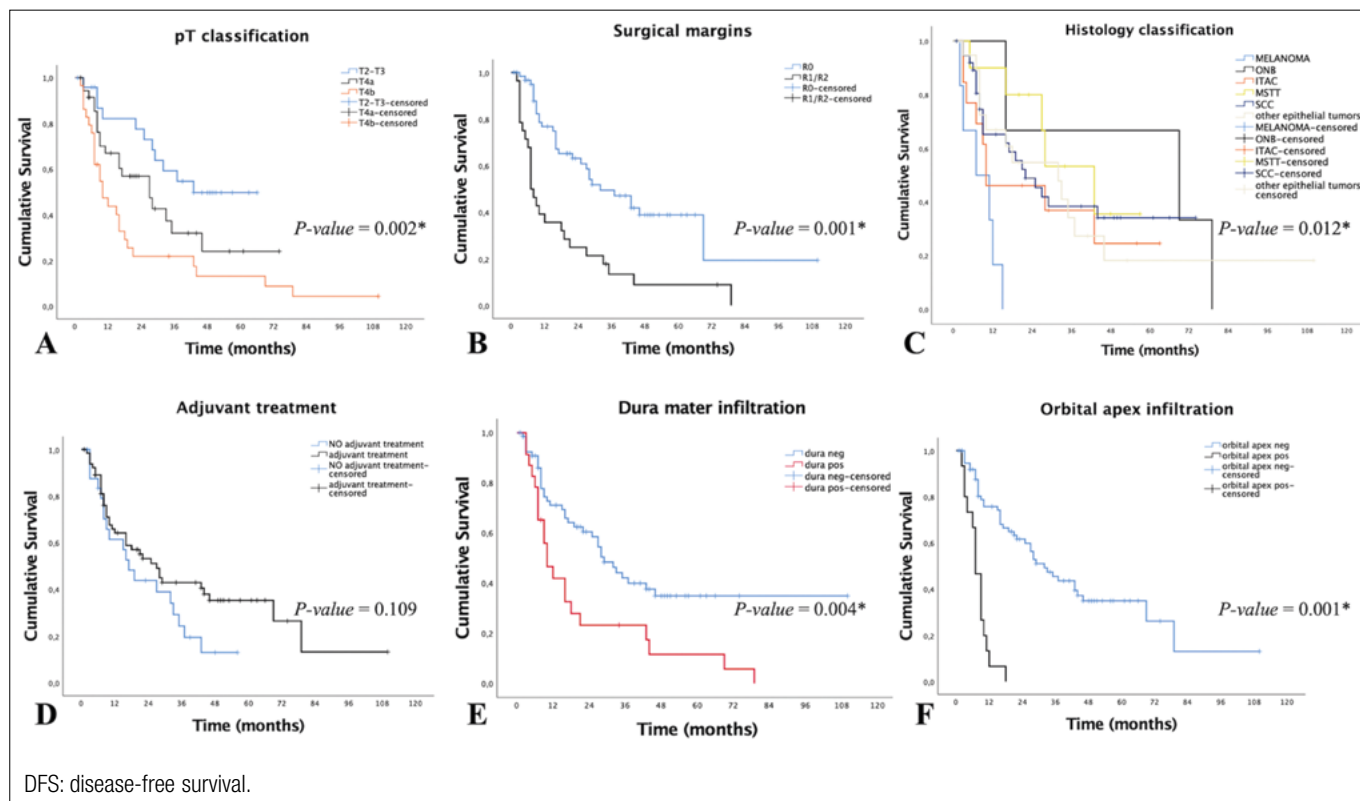 pT classification
T2-T3
T4a
T4b
T2-T3-censored
T4a-censored
T4b-censored
Cumulative Survival
1,0
0,8
0,6
0,4
0,2
0,0
P-value = 0.002*
0 12 24 36 48 60 72 84 96 108 120
A
Time (months)
Surgical margins
R0
R1/R2
R0-censored
R1/R2-censored
Cumulative Survival
1,0
0,8
0,6
0,4
0,2
0,0
P-value = 0.001*
0 12 24 36 48 60 72 84 96 108 120
B
Time (months)
Histology classification
MELANOMA
ONB
ITAC
MSTT
SCC
other epithelial tumors
MELANOMA-censored
ONB-censored
ITAC-censored
MSTT-censored
SCC-censored
other epithelial tumors-
censored
Cumulative Survival
1,0
0,8
0,6
0,4
0,2
0,0
P-value = 0.012*
0 12 24 36 48 60 72 84 96 108 120
C
Time (months)
Adjuvant treatment
NO adjuvant treatment
adjuvant treatment
NO adjuvant treatment-
censored
adjuvant treatment-
censored
Cumulative Survival
1,0
0,8
0,6
0,4
0,2
0,0
P-value = 0.109
0 12 24 36 48 60 72 84 96 108 120
D
Time (months)
Dura mater infiltration
dura neg
dura pos
dura neg-censored
dura pos-censored
Cumulative Survival
1,0
0,8
0,6
0,4
0,2
0,0
P-value = 0.004*
0 12 24 36 48 60 72 84 96 108 120
E
Time (months)
Orbital apex infiltration
orbital apex neg
orbital apex pos
orbital apex neg-
censored
orbital apex pos-
censored
Cumulative Survival
1,0
0,8
0,6
0,4
0,2
0,0
P-value = 0.001*
0 12 24 36 48 60 72 84 96 108 120
F
Time (months)
DFS: disease-free survival.